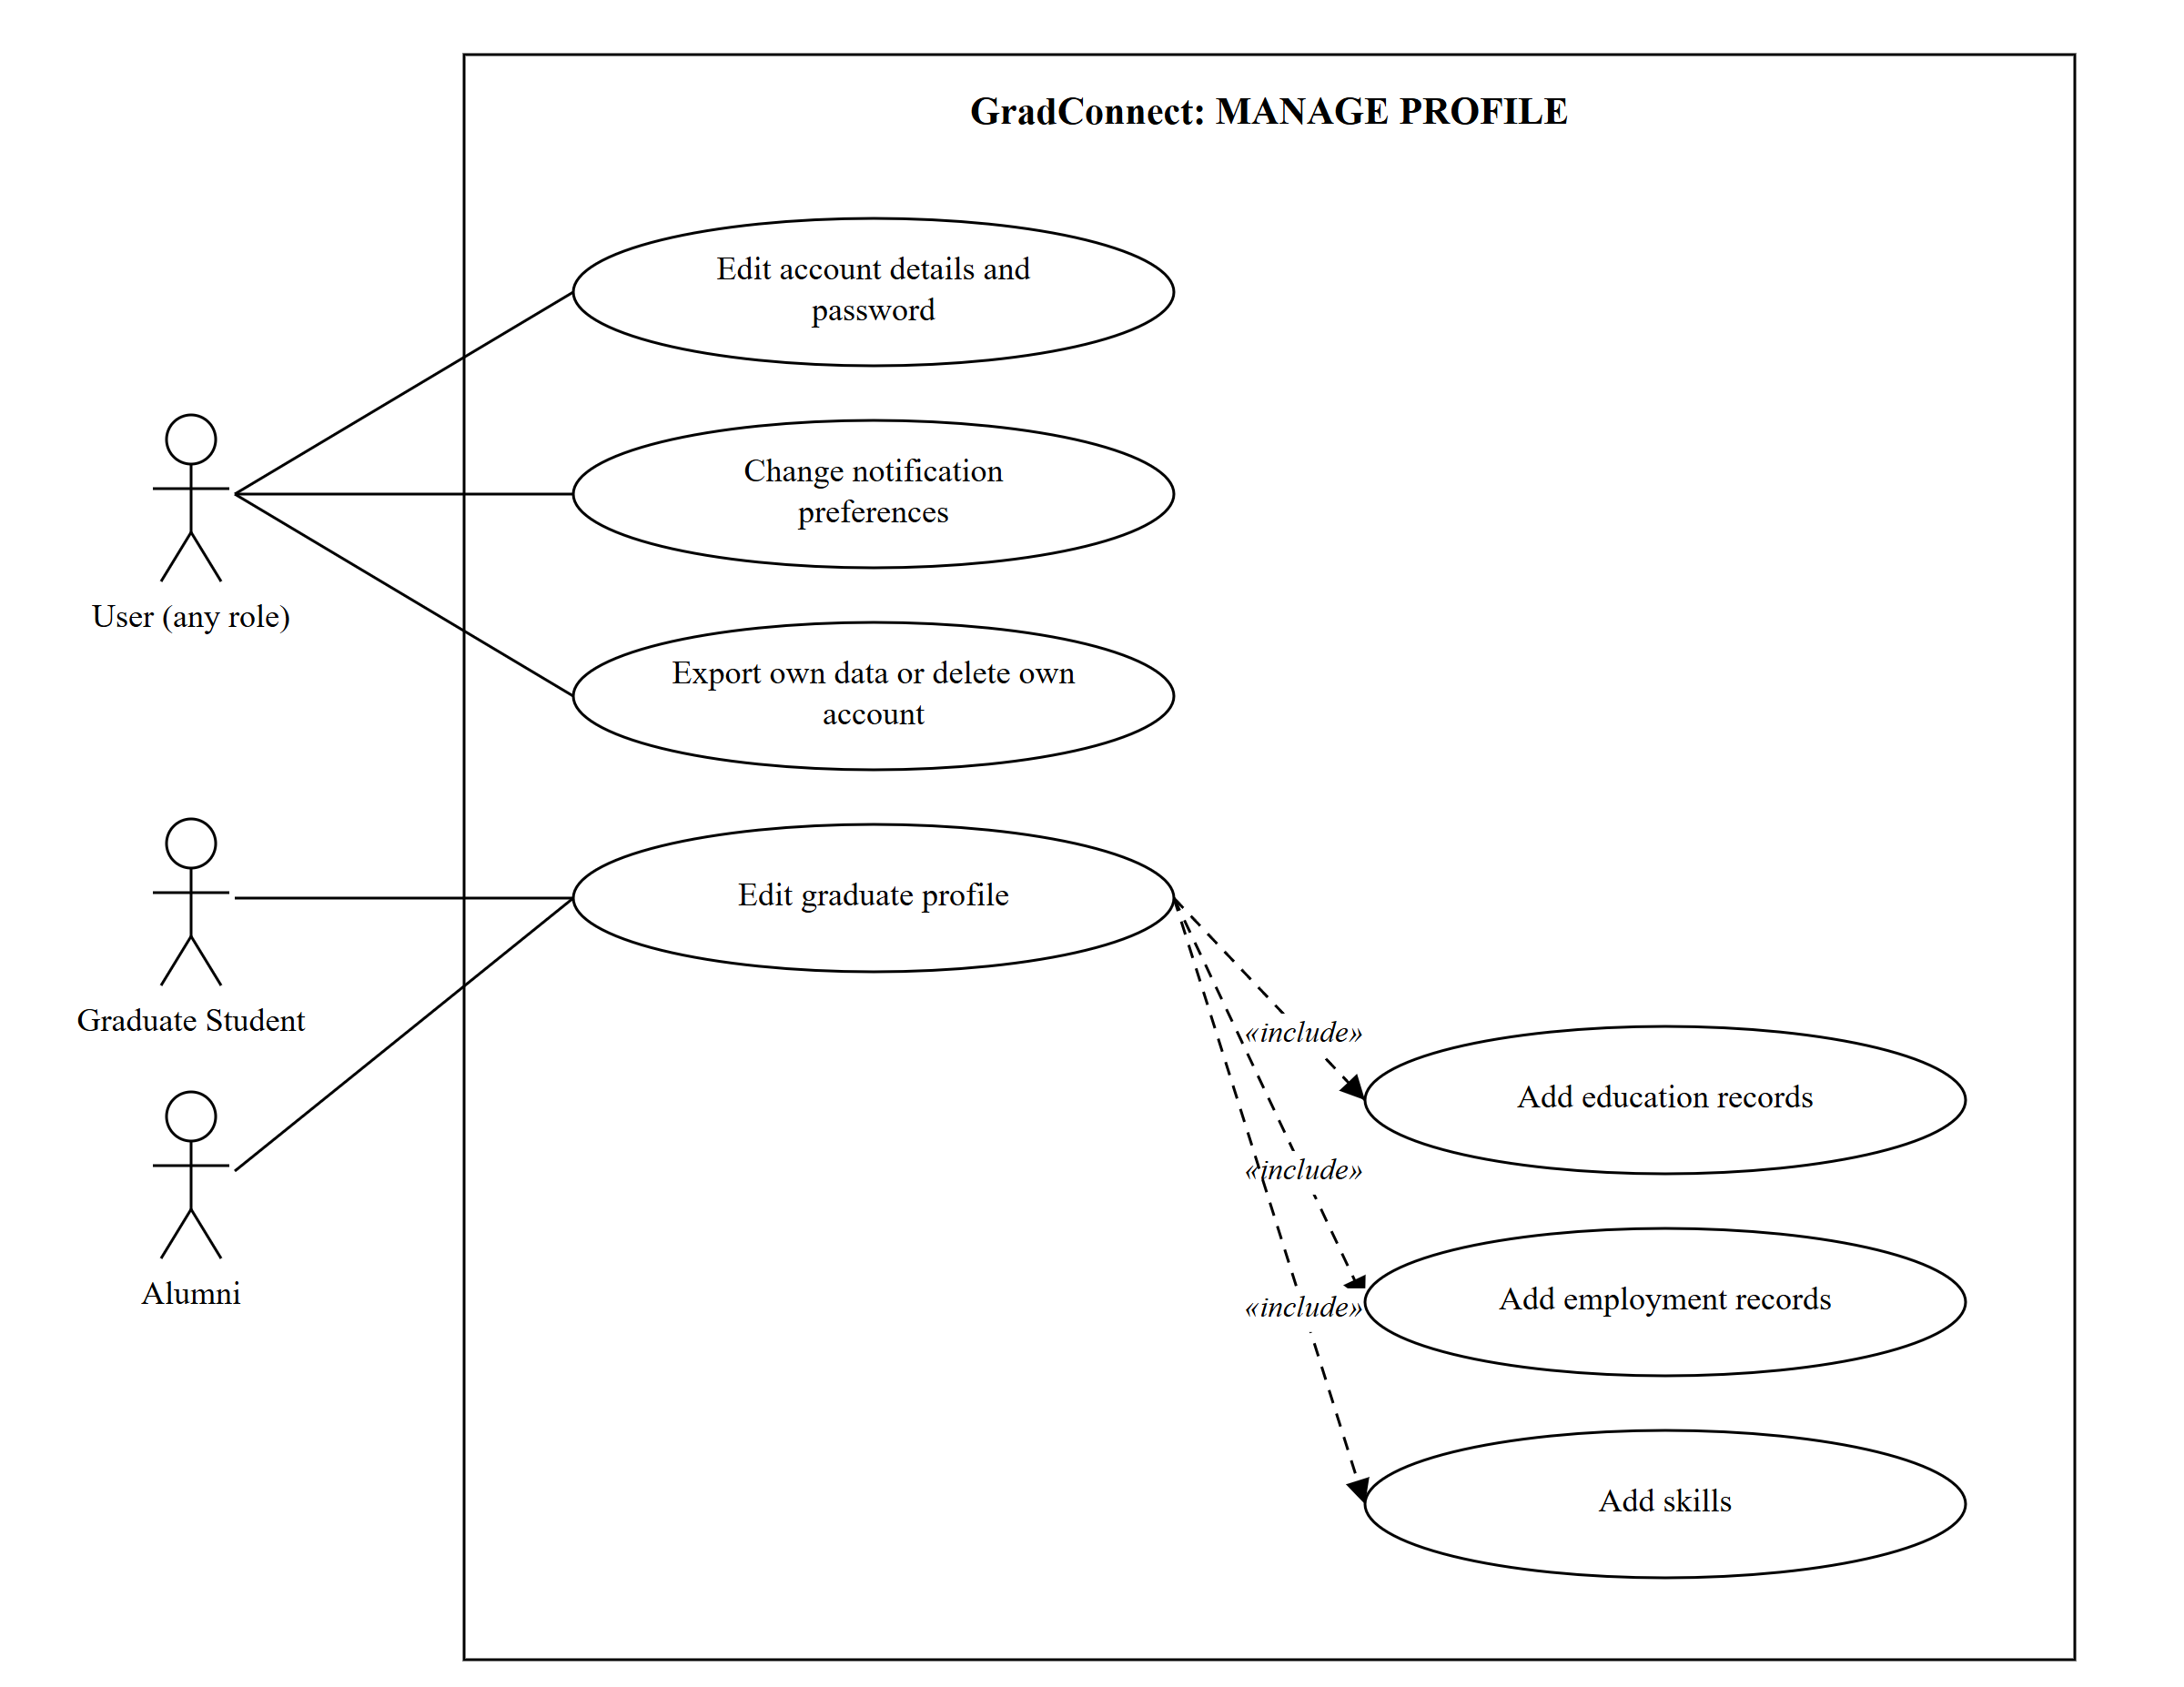 GradConnect: MANAGE PROFILE
Edit account details and
password
Change notification
preferences
User (any role)
Export own data or delete own
account
Edit graduate profile
Graduate Student
«include»
Add education records
«include»
Alumni
Add employment records
«include»
Add skills